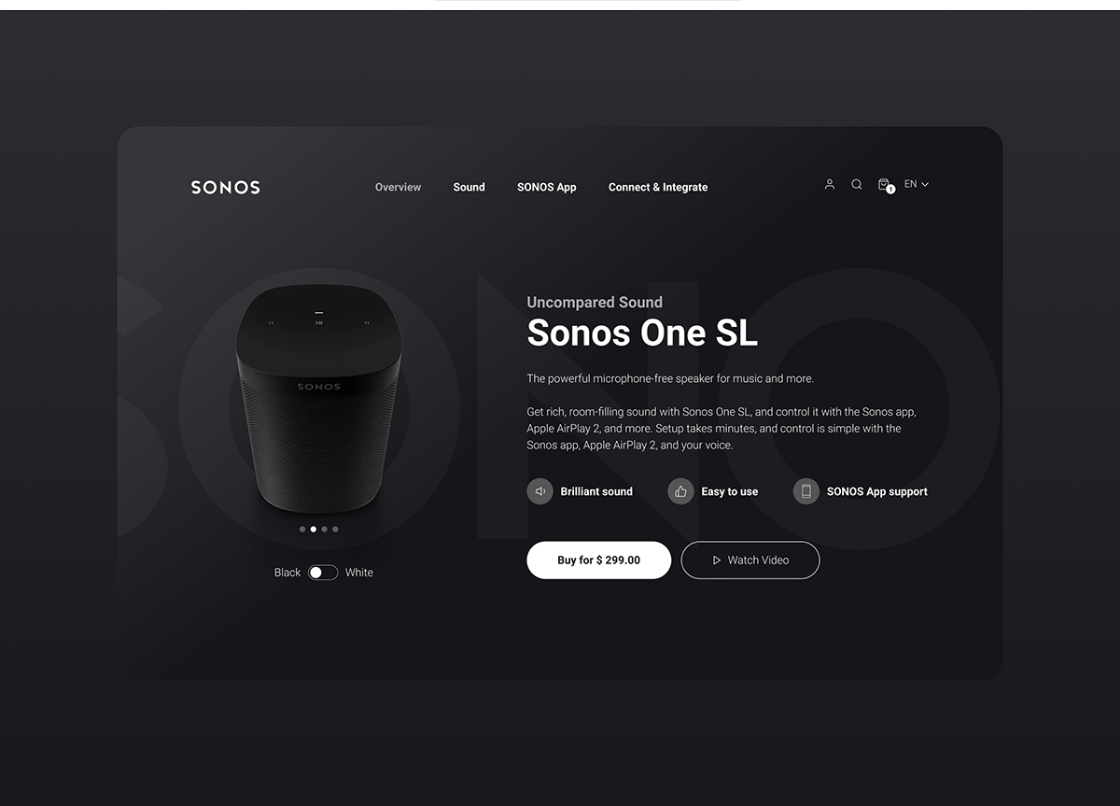 SONOS
Overview
Sound
SONOS App
Connect & Integrate
1
EN
SONO
SONOS
Uncompared Sound
Sonos One SL
The powerful microphone-free speaker for music and more.
Get rich, room-filling sound with Sonos One SL, and control it with the Sonos app,
Apple AirPlay 2, and more. Setup takes minutes, and control is simple with the
Sonos app, Apple AirPlay 2, and your voice.
Brilliant sound
Easy to use
SONOS App support
Buy for $ 299.00
Watch Video
Black
White